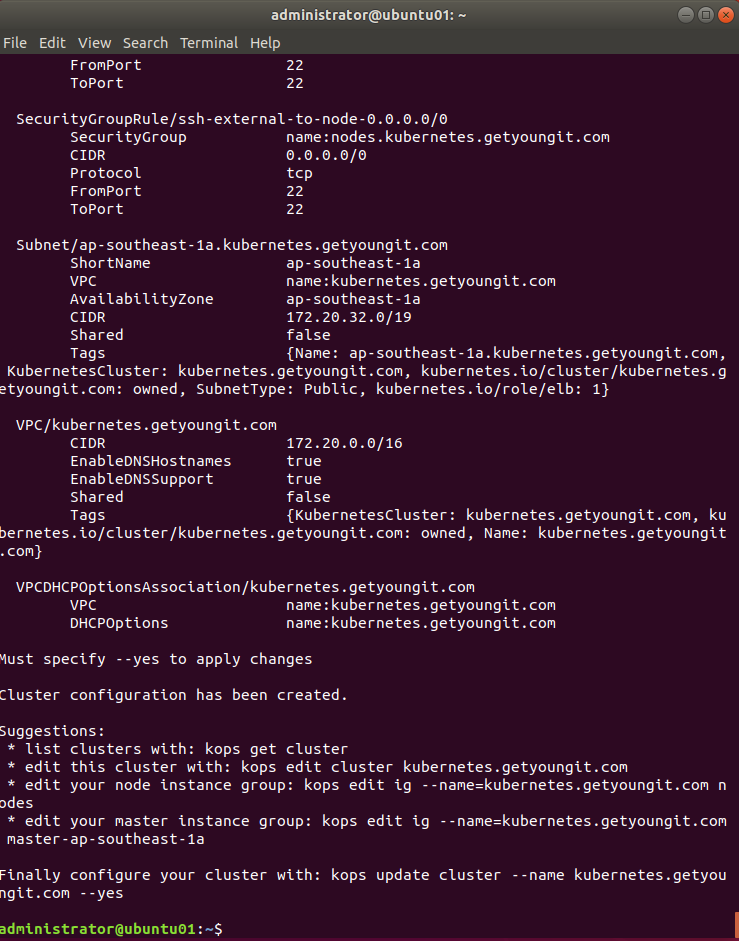 administrator@ubuntu01: ~
File Edit View Search Terminal Help
FromPort 22
ToPort 22
SecurityGroupRule/ssh-external-to-node-0.0.0.0/0
SecurityGroup name:nodes.kubernetes.getyoungit.com
CIDR 0.0.0.0/0
Protocol tcp
FromPort 22
ToPort 22
Subnet/ap-southeast-1a.kubernetes.getyoungit.com
ShortName ap-southeast-1a
VPC name:kubernetes.getyoungit.com
AvailabilityZone ap-southeast-1a
CIDR 172.20.32.0/19
Shared false
Tags {Name: ap-southeast-1a.kubernetes.getyoungit.com,
KubernetesCluster: kubernetes.getyoungit.com, kubernetes.io/cluster/kubernetes.g
etyoungit.com: owned, SubnetType: Public, kubernetes.io/role/elb: 1}
VPC/kubernetes.getyoungit.com
CIDR 172.20.0.0/16
EnableDNSHostnames true
EnableDNSSupport true
Shared false
Tags {KubernetesCluster: kubernetes.getyoungit.com, ku
bernetes.io/cluster/kubernetes.getyoungit.com: owned, Name: kubernetes.getyoungit
.com}
VPCDHCPOptionsAssociation/kubernetes.getyoungit.com
VPC name:kubernetes.getyoungit.com
DHCPOptions name:kubernetes.getyoungit.com
Must specify --yes to apply changes
Cluster configuration has been created.
Suggestions:
* list clusters with: kops get cluster
* edit this cluster with: kops edit cluster kubernetes.getyoungit.com
* edit your node instance group: kops edit ig --name=kubernetes.getyoungit.com n
odes
* edit your master instance group: kops edit ig --name=kubernetes.getyoungit.com
master-ap-southeast-1a
Finally configure your cluster with: kops update cluster --name kubernetes.getyou
ngit.com --yes
administrator@ubuntu01:~$